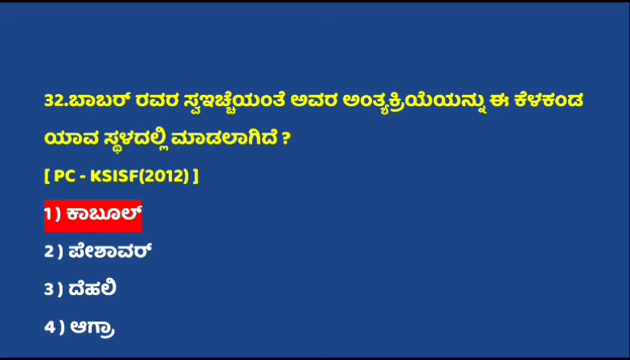 32.ಬಾಬರ್ ರವರ ಸ್ವಇಚ್ಚೆಯಂತೆ ಅವರ ಅಂತ್ಯಕ್ರಿಯೆಯನ್ನು ಈ ಕೆಳಕಂಡ
ಯಾವ ಸ್ಥಳದಲ್ಲಿ ಮಾಡಲಾಗಿದೆ ?
[ PC - KSISF(2012) ]
1 ) ಕಾಬೂಲ್
2 ) ಪೇಶಾವರ್
3 ) ದೆಹಲಿ
4 ) ಆಗ್ರಾ